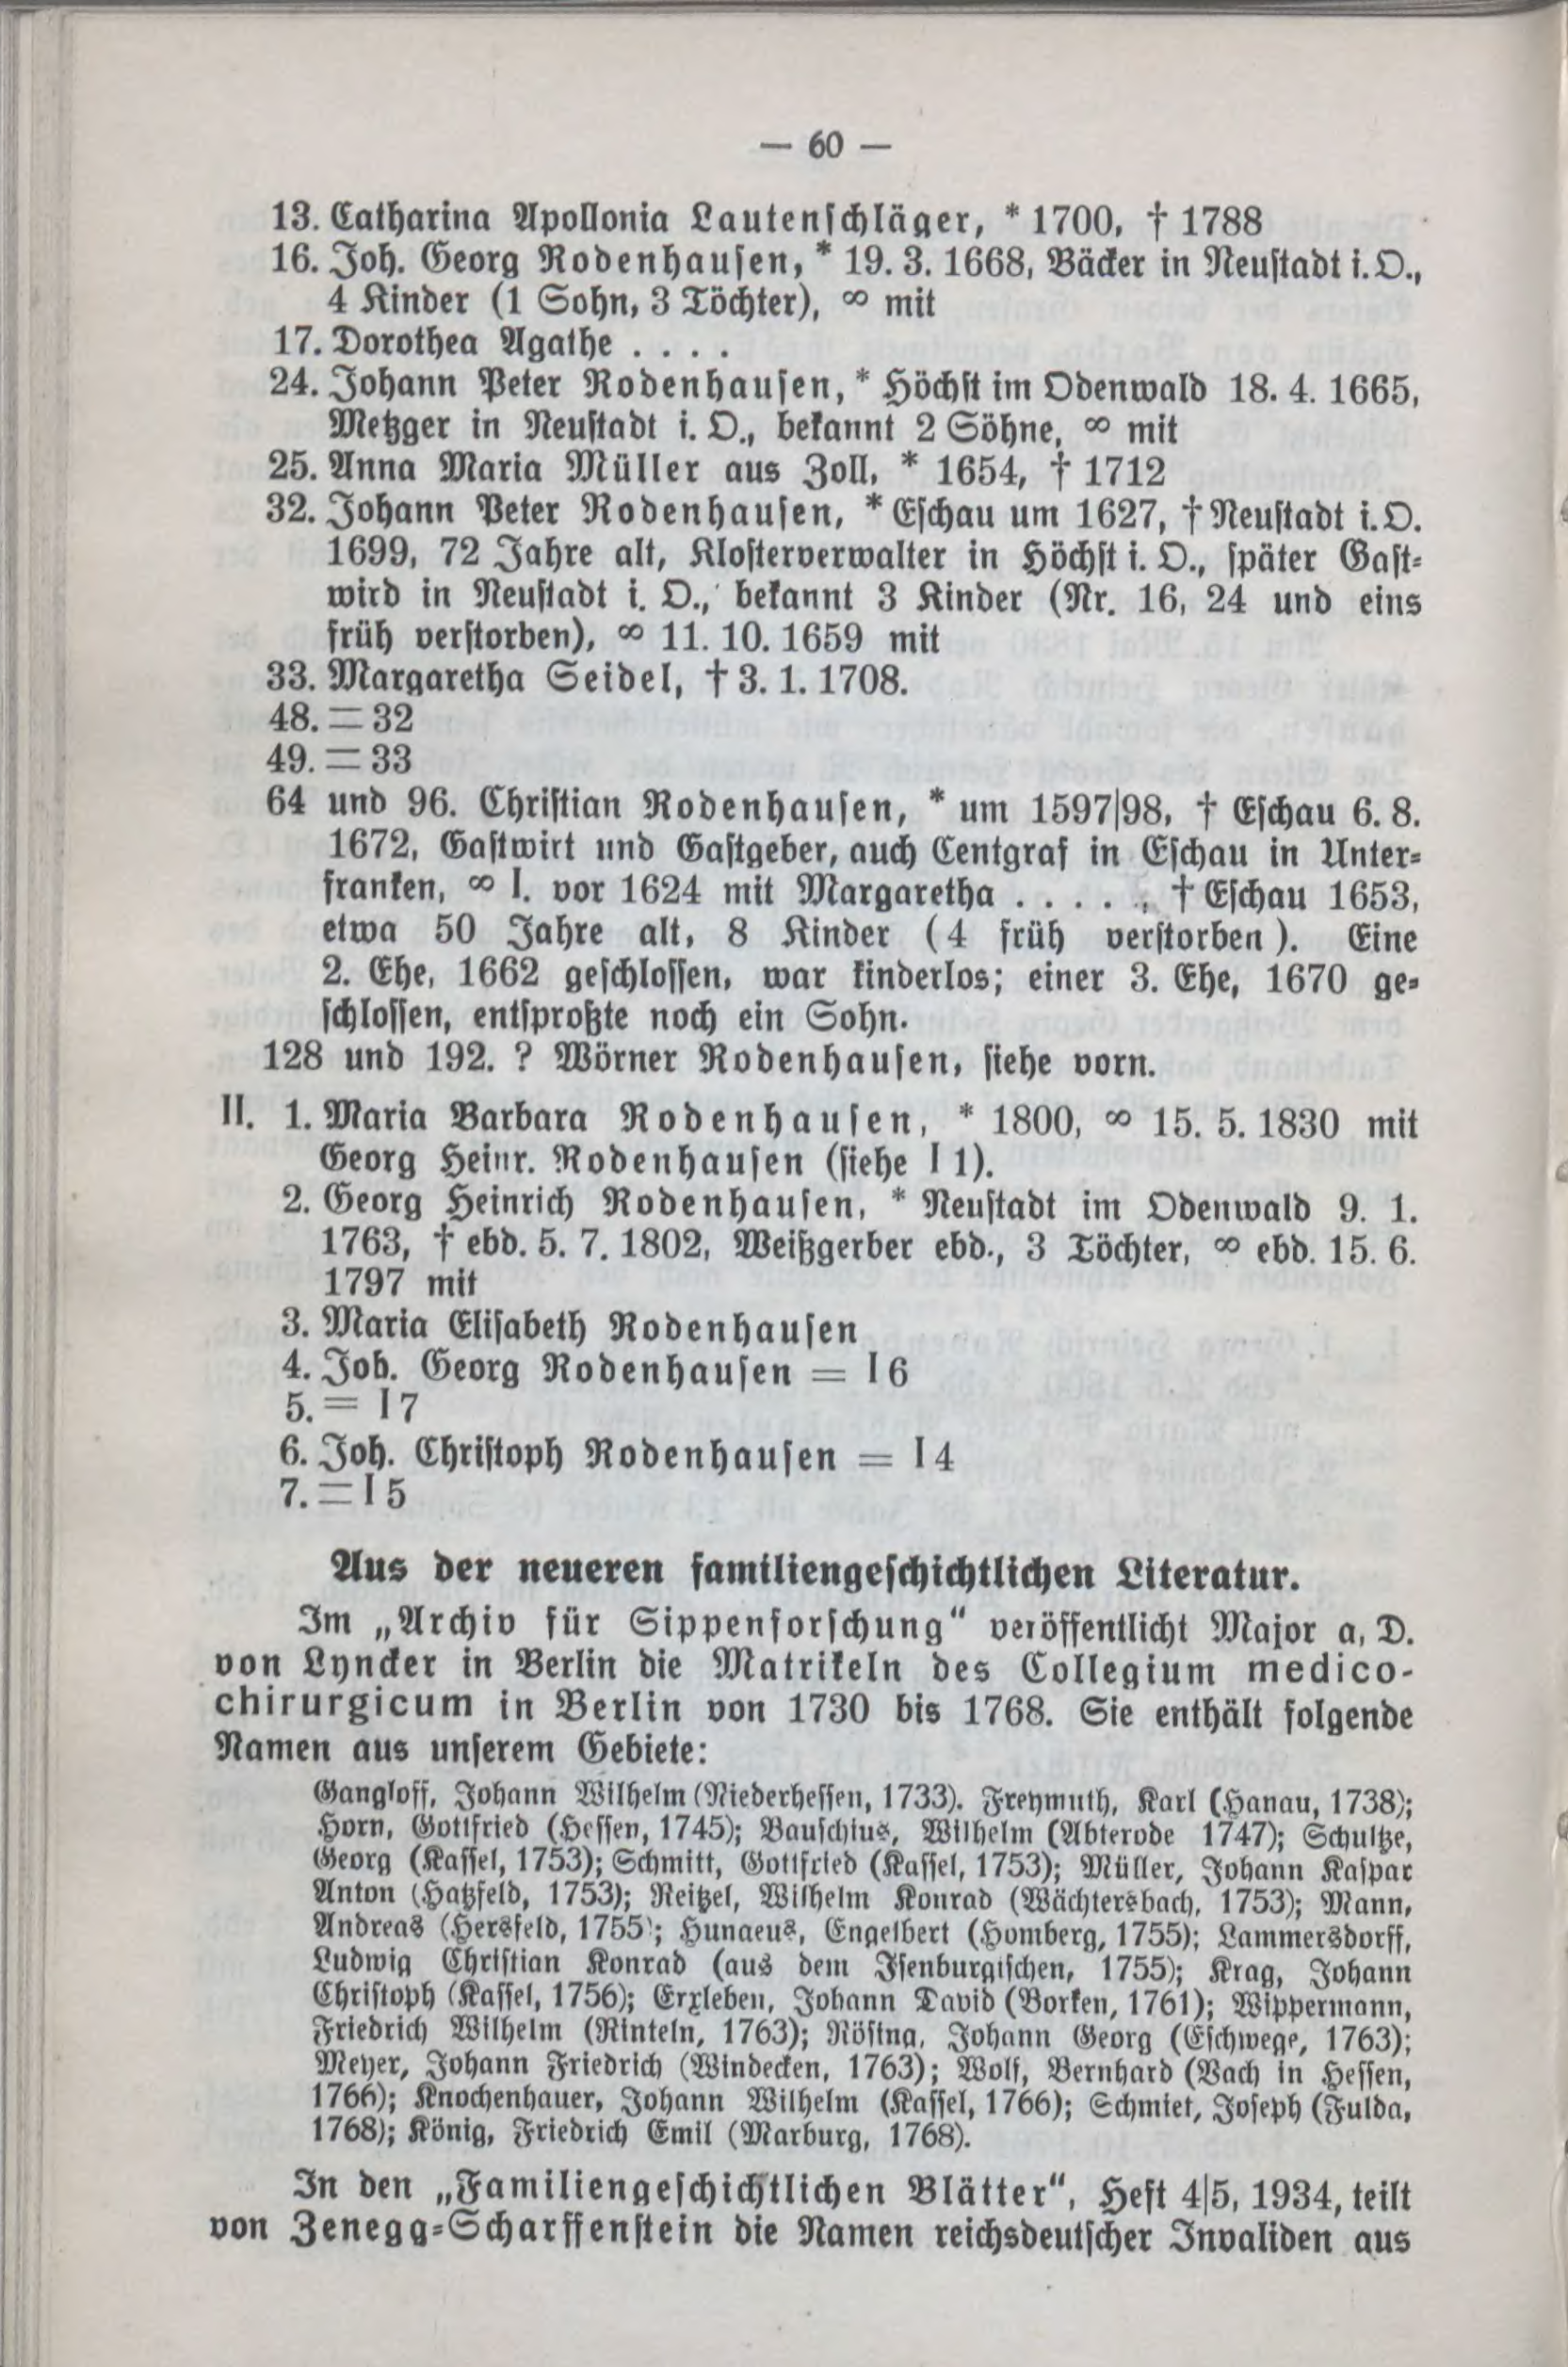 — 60 —
13. Catharina Apollonia Lautenschläger, * 1700, † 1788
16. Joh. Georg Rodenhausen, * 19. 3. 1668, Bäcker in Neustadt i. O.,
4 Kinder (1 Sohn, 3 Töchter), ∞ mit
17. Dorothea Agathe . . . .
24. Johann Peter Rodenhausen, * Höchst im Odenwald 18. 4. 1665,
Metzger in Neustadt i. O., bekannt 2 Söhne, ∞ mit
25. Anna Maria Müller aus Zoll, * 1654, † 1712
32. Johann Peter Rodenhausen, * Eschau um 1627, † Neustadt i. O.
1699, 72 Jahre alt, Klosterverwalter in Höchst i. O., später Gast-
wird in Neustadt i. O., bekannt 3 Kinder (Nr. 16, 24 und eins
früh verstorben), ∞ 11. 10. 1659 mit
33. Margaretha Seidel, † 3. 1. 1708.
48. = 32
49. = 33
64 und 96. Christian Rodenhausen, * um 1597|98, † Eschau 6. 8.
1672, Gastwirt und Gastgeber, auch Centgraf in Eschau in Unter-
franken, ∞ I. vor 1624 mit Margaretha . . . . ., † Eschau 1653,
etwa 50 Jahre alt, 8 Kinder (4 früh verstorben). Eine
2. Ehe, 1662 geschlossen, war kinderlos; einer 3. Ehe, 1670 ge-
schlossen, entsproßte noch ein Sohn.
128 und 192. ? Wörner Rodenhausen, siehe vorn.
II. 1. Maria Barbara Rodenhausen, * 1800, ∞ 15. 5. 1830 mit
Georg Heinr. Rodenhausen (siehe I 1).
2. Georg Heinrich Rodenhausen, * Neustadt im Odenwald 9. 1.
1763, † ebd. 5. 7. 1802, Weißgerber ebd., 3 Töchter, ∞ ebd. 15. 6.
1797 mit
3. Maria Elisabeth Rodenhausen
4. Joh. Georg Rodenhausen = I 6
5. = I 7
6. Joh. Christoph Rodenhausen = I 4
7. = I 5
Aus der neueren familiengeschichtlichen Literatur.
Im „Archiv für Sippenforschung“ veröffentlicht Major a. D.
von Lyncker in Berlin die Matrikeln des Collegium medico-
chirurgicum in Berlin von 1730 bis 1768. Sie enthält folgende
Namen aus unserem Gebiete:
Gangloff, Johann Wilhelm (Niederhessen, 1733). Freymuth, Karl (Hanau, 1738);
Horn, Gottfried (Hessen, 1745); Bauschius, Wilhelm (Abterode 1747); Schultze,
Georg (Kassel, 1753); Schmitt, Gottfried (Kassel, 1753); Müller, Johann Kaspar
Anton (Hatzfeld, 1753); Reitzel, Wilhelm Konrad (Wächtersbach, 1753); Mann,
Andreas (Hersfeld, 1755); Hunaeus, Engelbert (Homberg, 1755); Lammersdorff,
Ludwig Christian Konrad (aus dem Isenburgischen, 1755); Krag, Johann
Christoph (Kassel, 1756); Erxleben, Johann David (Borken, 1761); Wippermann,
Friedrich Wilhelm (Rinteln, 1763); Rösing, Johann Georg (Eschwege, 1763);
Meyer, Johann Friedrich (Windecken, 1763); Wolf, Bernhard (Vach in Hessen,
1766); Knochenhauer, Johann Wilhelm (Kassel, 1766); Schmiet, Joseph (Fulda,
1768); König, Friedrich Emil (Marburg, 1768).
In den „Familiengeschichtlichen Blätter“, Heft 4|5, 1934, teilt
von Zenegg-Scharffenstein die Namen reichsdeutscher Invaliden aus